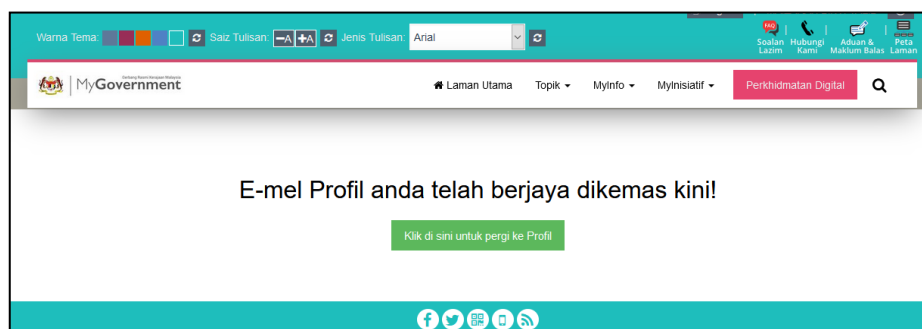 Warna Tema: Saiz Tulisan: -A +A Jenis Tulisan: Arial
FAQ
Soalan Lazim
Hubungi Kami
Aduan & Maklum Balas
Peta Laman
MyGovernment
Laman Utama Topik MyInfo MyInisiatif Perkhidmatan Digital
E-mel Profil anda telah berjaya dikemas kini!
Klik di sini untuk pergi ke Profil